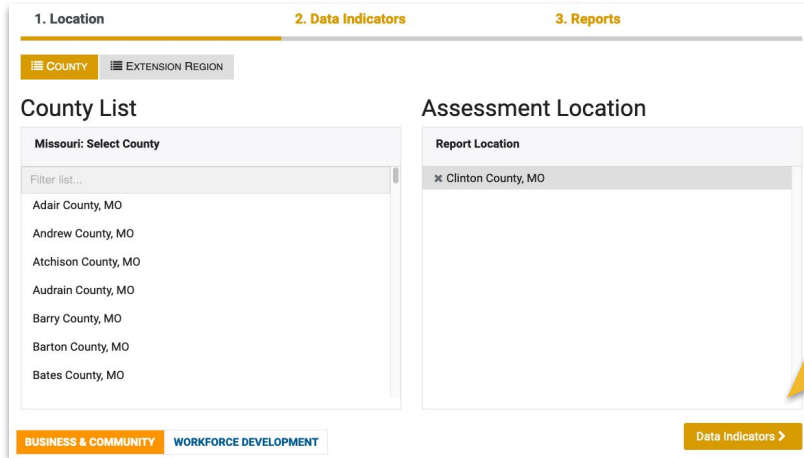 1. Location
2. Data Indicators
3. Reports
COUNTY
EXTENSION REGION
County List
Missouri: Select County
Filter list...
Adair County, MO
Andrew County, MO
Atchison County, MO
Audrain County, MO
Barry County, MO
Barton County, MO
Bates County, MO
Assessment Location
Report Location
Clinton County, MO
BUSINESS & COMMUNITY
WORKFORCE DEVELOPMENT
Data Indicators